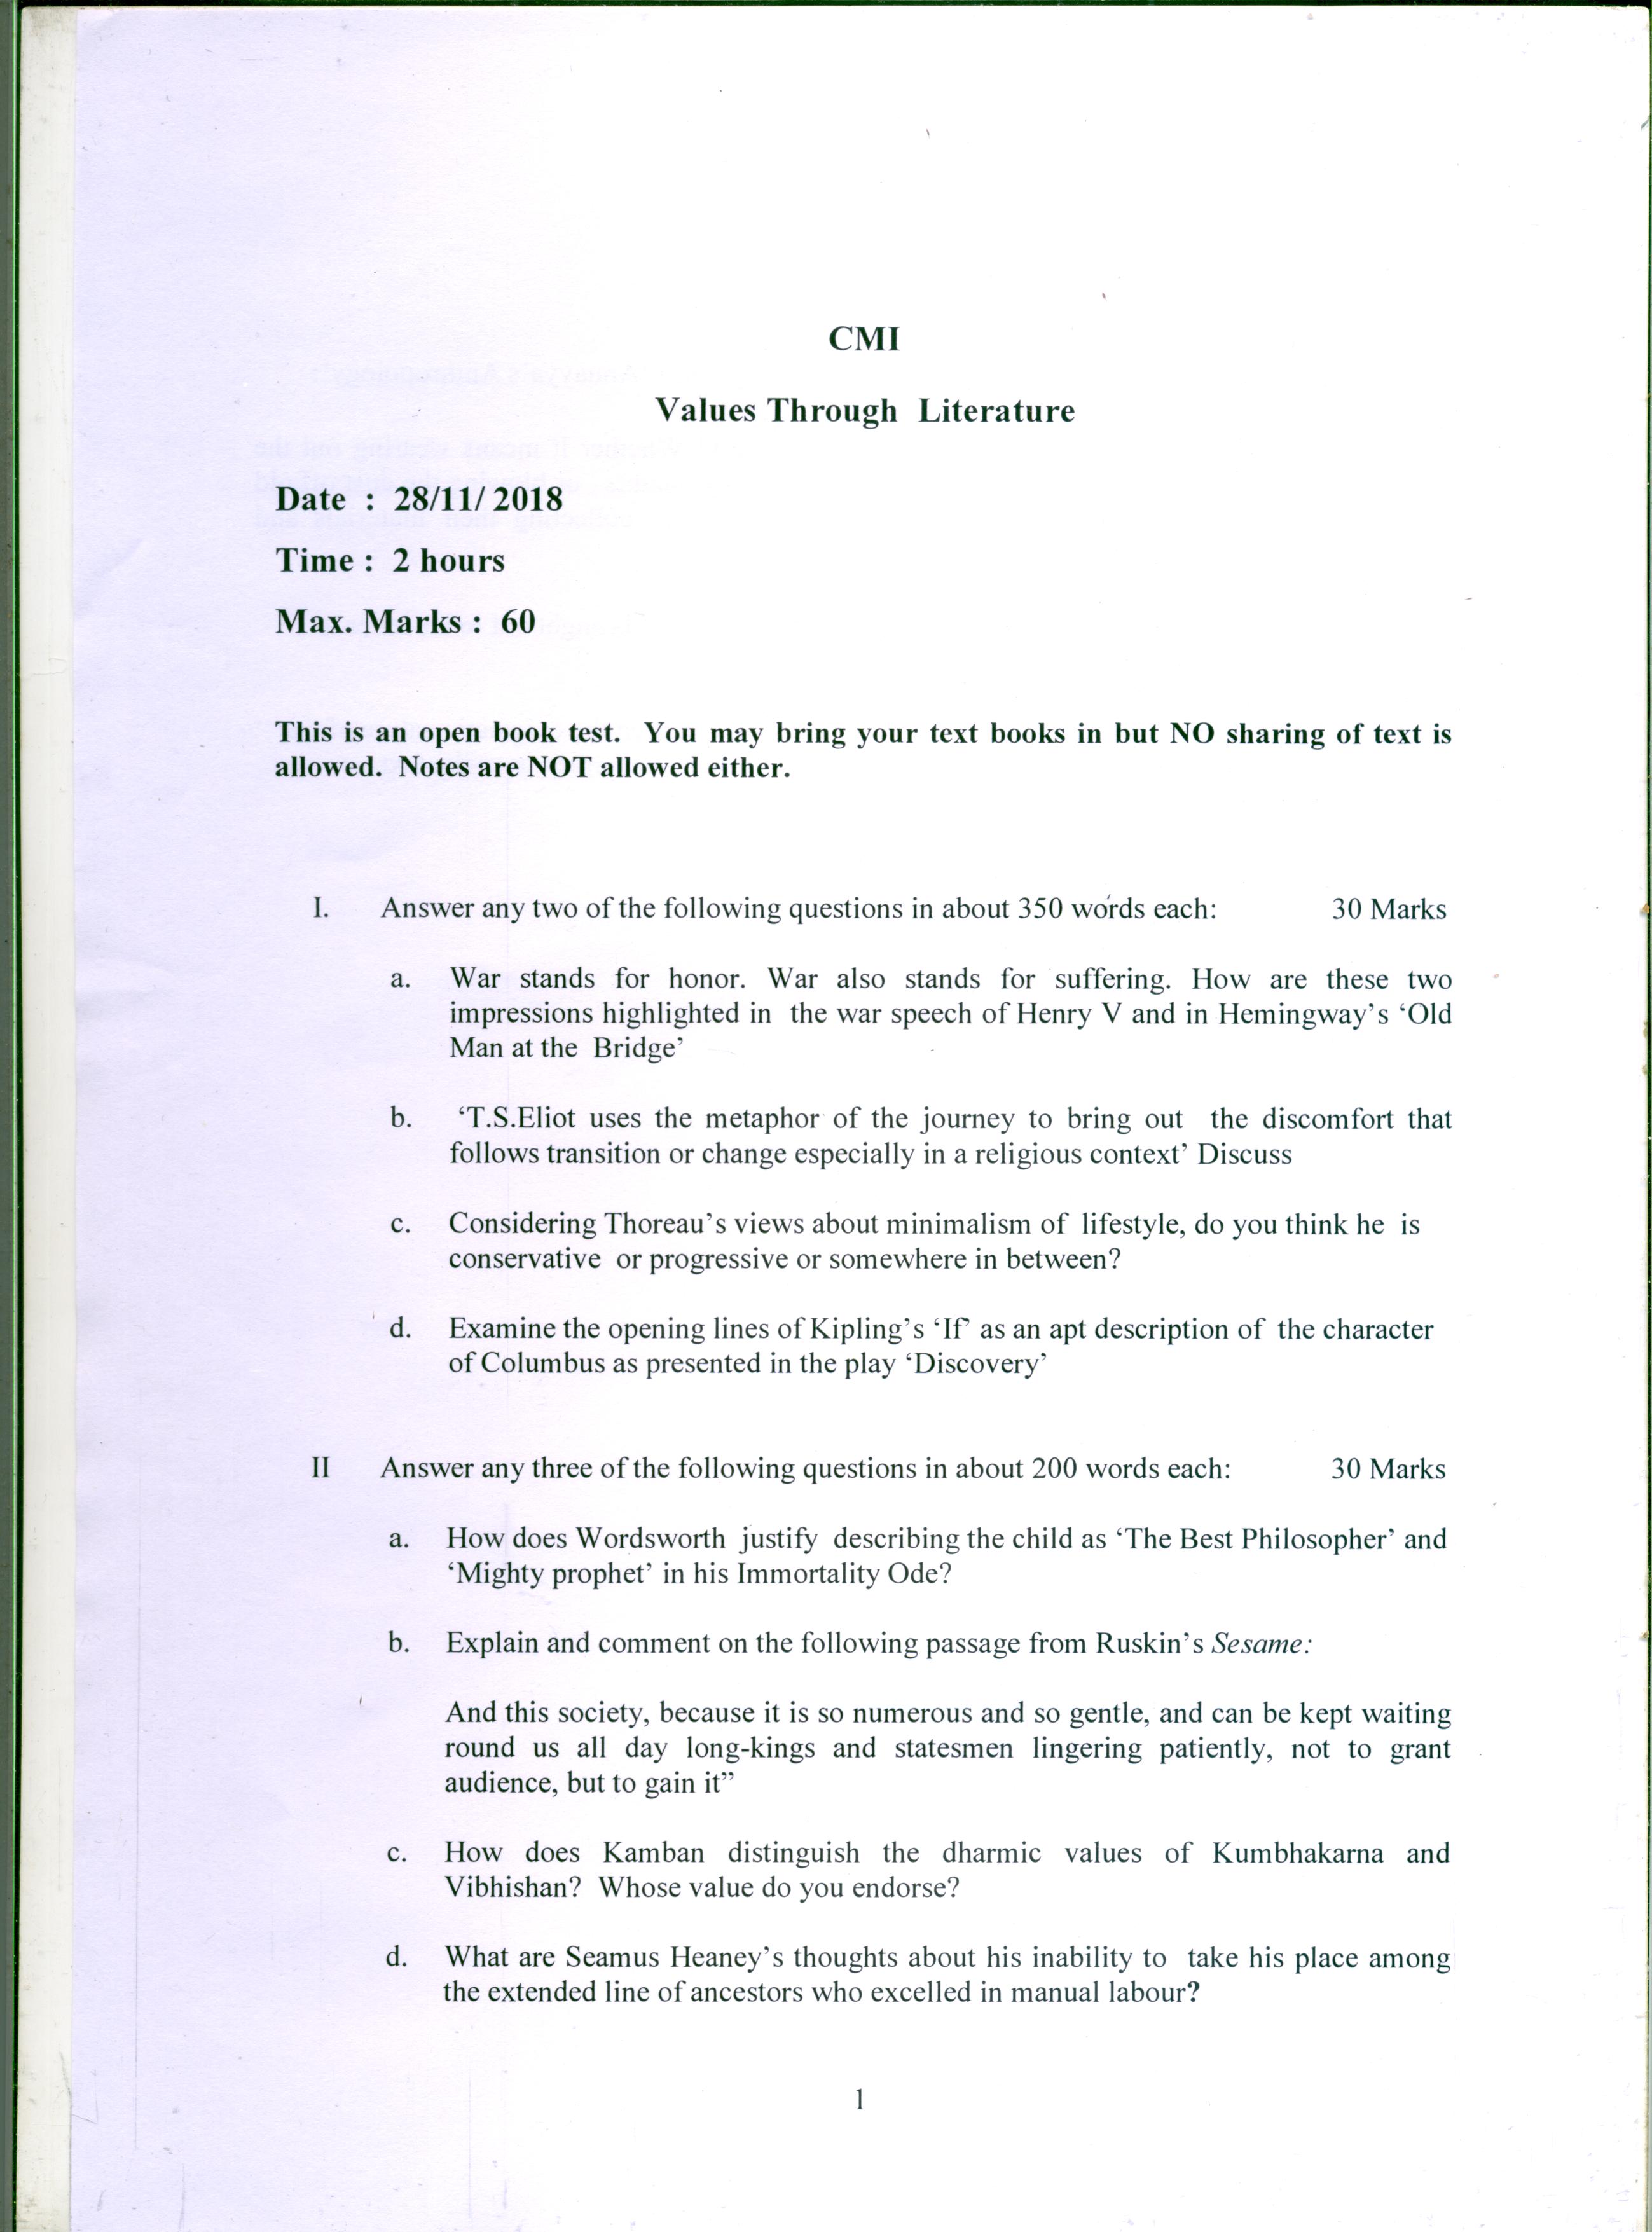 CMI
Values Through Literature
Date : 28/11/ 2018
Time : 2 hours
Max. Marks : 60
This is an open book test. You may bring your text books in but NO sharing of text is
allowed. Notes are NOT allowed either.
I. Answer any two of the following questions in about 350 words each: 30 Marks
a. War stands for honor. War also stands for suffering. How are these two
impressions highlighted in the war speech of Henry V and in Hemingway's ‘Old
Man at the Bridge’
b. ‘T.S.Eliot uses the metaphor of the journey to bring out the discomfort that
follows transition or change especially in a religious context’ Discuss
c. Considering Thoreau's views about minimalism of lifestyle, do you think he is
conservative or progressive or somewhere in between?
d. Examine the opening lines of Kipling's ‘If’ as an apt description of the character
of Columbus as presented in the play ‘Discovery’
II Answer any three of the following questions in about 200 words each: 30 Marks
a. How does Wordsworth justify describing the child as ‘The Best Philosopher’ and
‘Mighty prophet’ in his Immortality Ode?
b. Explain and comment on the following passage from Ruskin's Sesame:
And this society, because it is so numerous and so gentle, and can be kept waiting
round us all day long-kings and statesmen lingering patiently, not to grant
audience, but to gain it”
c. How does Kamban distinguish the dharmic values of Kumbhakarna and
Vibhishan? Whose value do you endorse?
d. What are Seamus Heaney's thoughts about his inability to take his place among
the extended line of ancestors who excelled in manual labour?
1